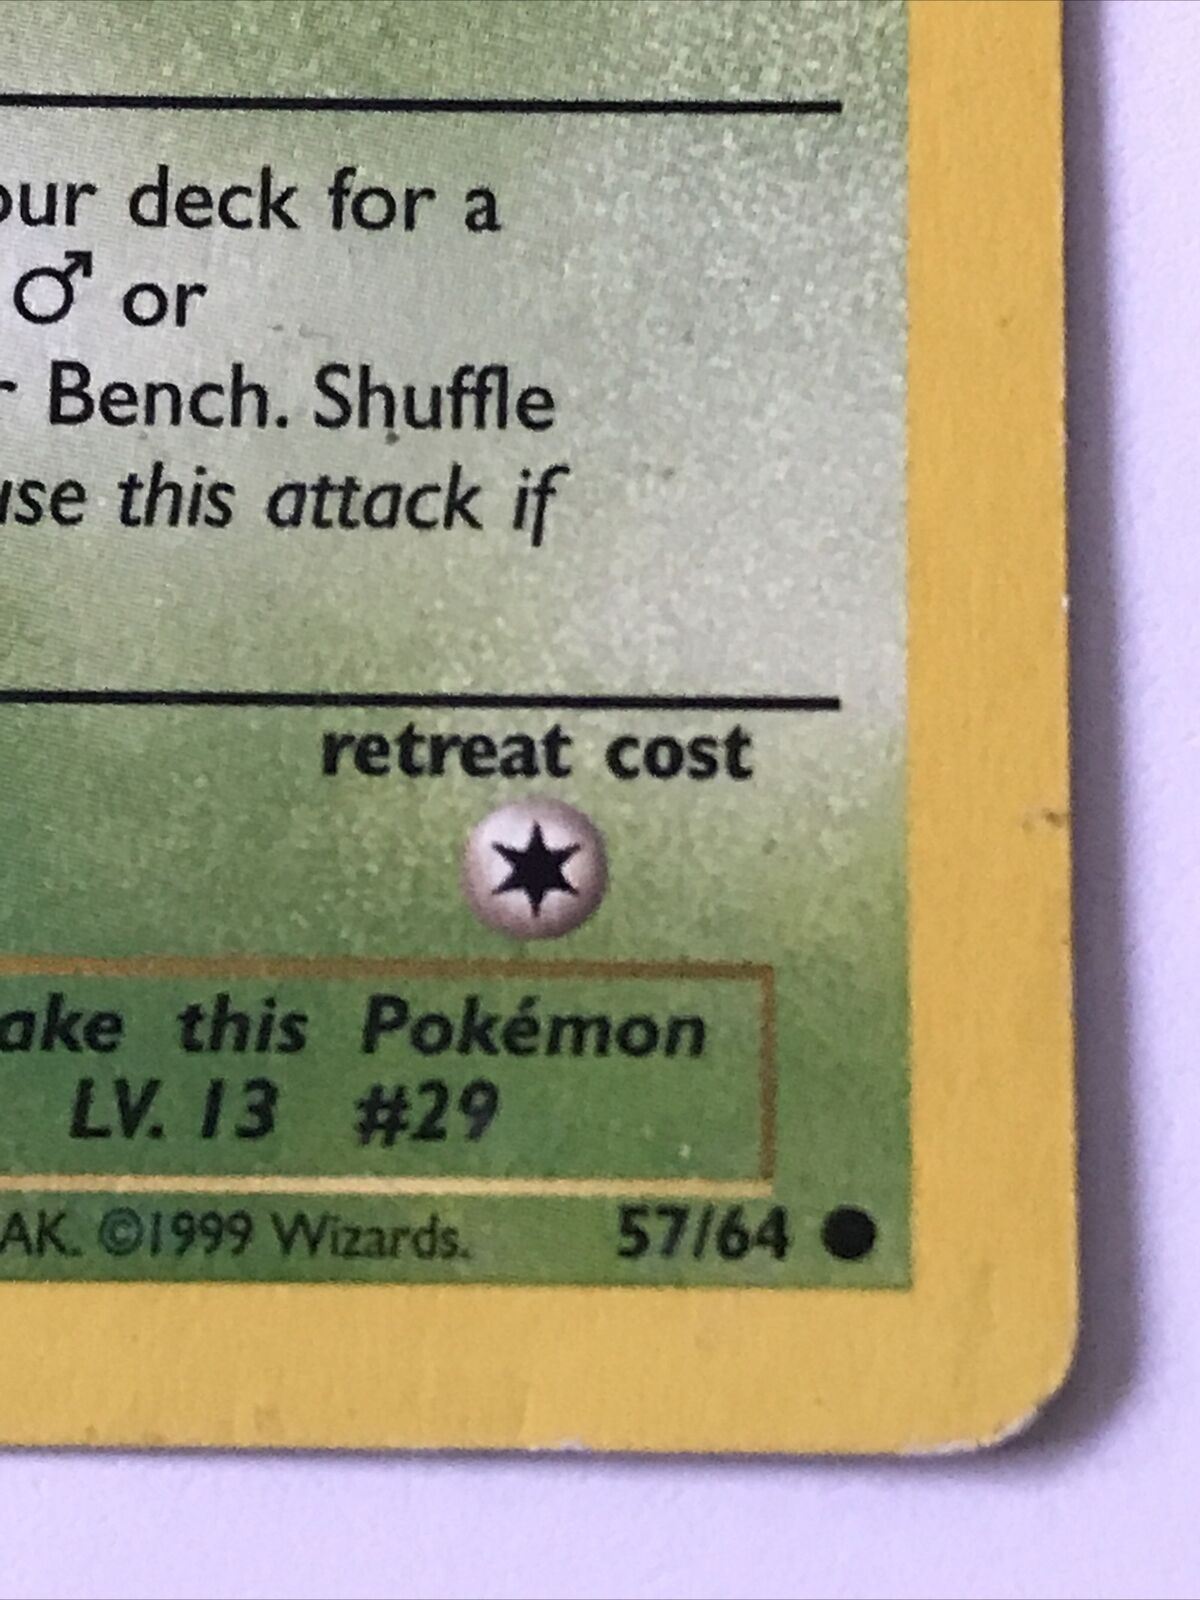 our deck for a
♂ or
r Bench. Shuffle
use this attack if
retreat cost
ake this Pokémon
LV. 13 #29
AK. ©1999 Wizards. 57/64 ●